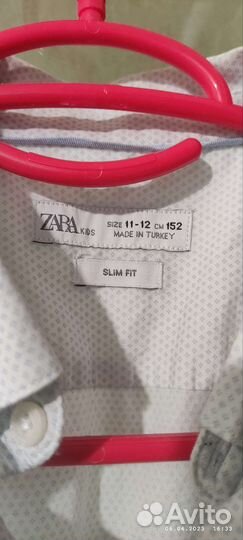 ZARA KIDS SIZE 11-12 CM 152
MADE IN TURKEY
SLIM FIT
Avito
06.04.2023 16:33